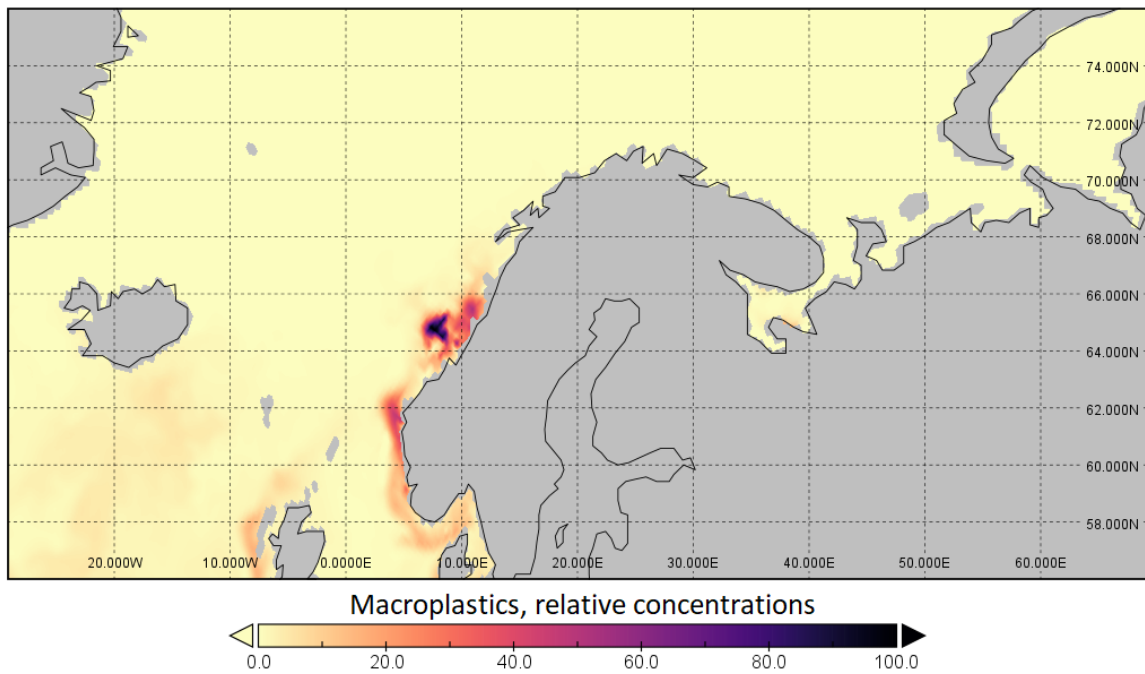 74.000N
72.000N
70.000N
68.000N
66.000N
64.000N
62.000N
60.000N
58.000N
20.000W 10.000W 0.000E 10.000E 20.000E 30.000E 40.000E 50.000E 60.000E
Macroplastics, relative concentrations
0.0 20.0 40.0 60.0 80.0 100.0